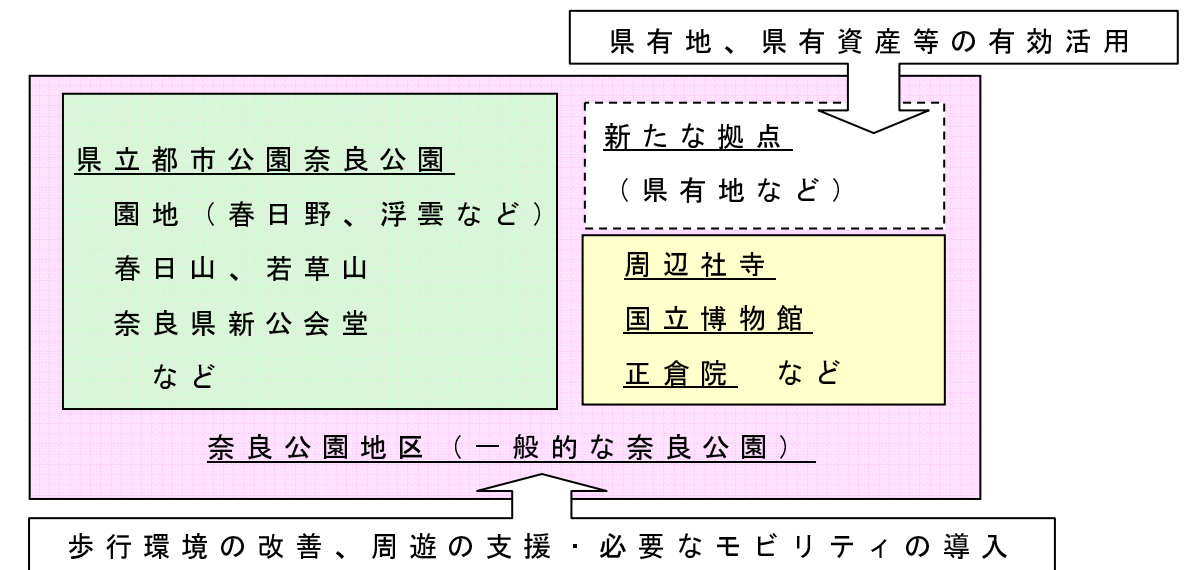 県有地、県有資産等の有効活用
県立都市公園奈良公園
園地（春日野、浮雲など）
春日山、若草山
奈良県新公会堂
など
新たな拠点
（県有地など）
周辺社寺
国立博物館
正倉院　など
奈良公園地区（一般的な奈良公園）
歩行環境の改善、周遊の支援・必要なモビリティの導入